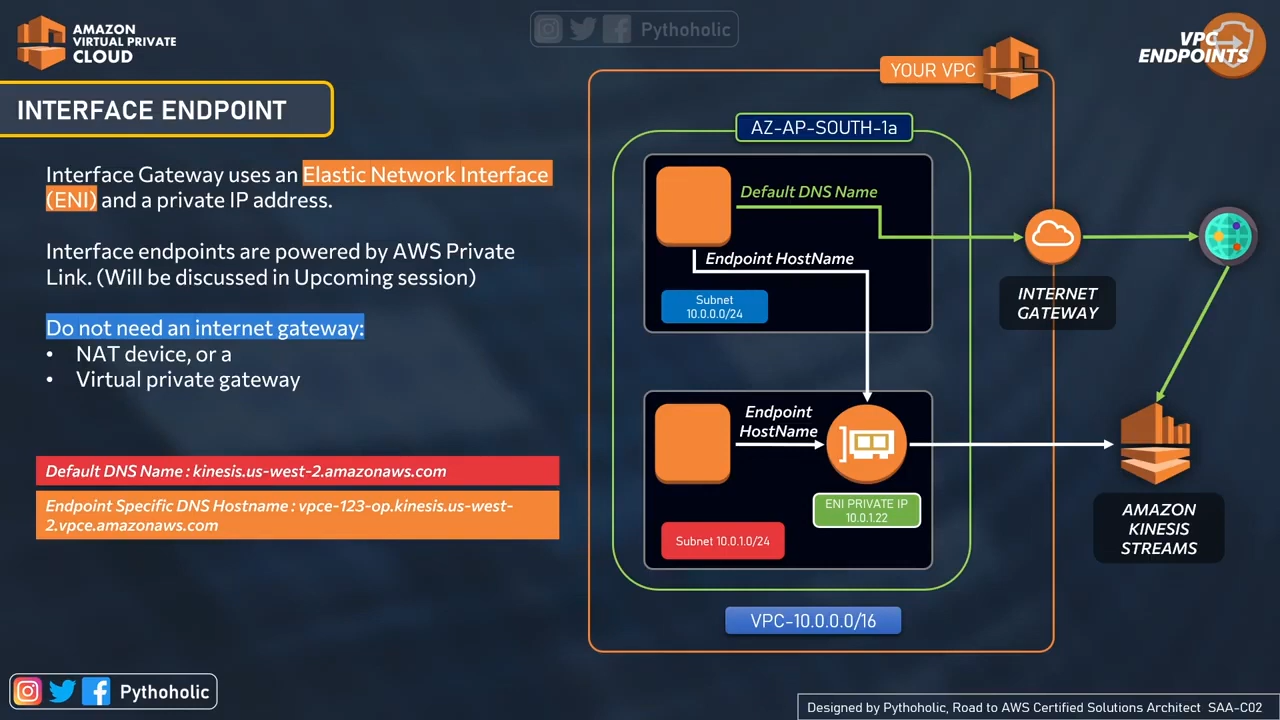 AMAZON
VIRTUAL PRIVATE
CLOUD
Pythoholic
VPC
ENDPOINTS
INTERFACE ENDPOINT
Interface Gateway uses an Elastic Network Interface
(ENI) and a private IP address.
Interface endpoints are powered by AWS Private
Link. (Will be discussed in Upcoming session)
Do not need an internet gateway:
• NAT device, or a
• Virtual private gateway
Default DNS Name : kinesis.us-west-2.amazonaws.com
Endpoint Specific DNS Hostname : vpce-123-op.kinesis.us-west-
2.vpce.amazonaws.com
YOUR VPC
AZ-AP-SOUTH-1a
Default DNS Name
Endpoint HostName
Subnet
10.0.0.0/24
INTERNET
GATEWAY
Endpoint
HostName
ENI PRIVATE IP
10.0.1.22
Subnet 10.0.1.0/24
AMAZON
KINESIS
STREAMS
VPC-10.0.0.0/16
Pythoholic
Designed by Pythoholic, Road to AWS Certified Solutions Architect SAA-C02